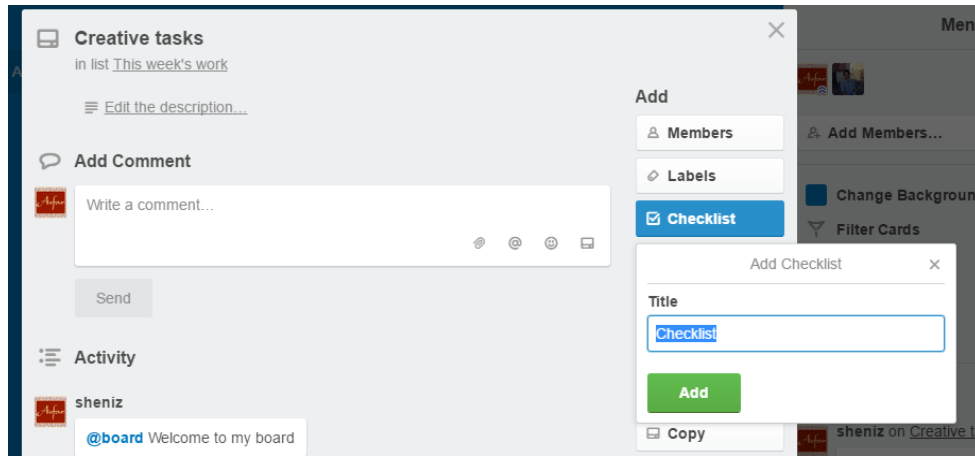 Creative tasks
in list This week's work
Edit the description...
Add Comment
Write a comment...
Send
Activity
sheniz
@board Welcome to my board
Add
Members
Labels
Checklist
Add Checklist
Title
Checklist
Add
Copy
Men
Add Members...
Change Backgroun
Filter Cards
sheniz on Creative t